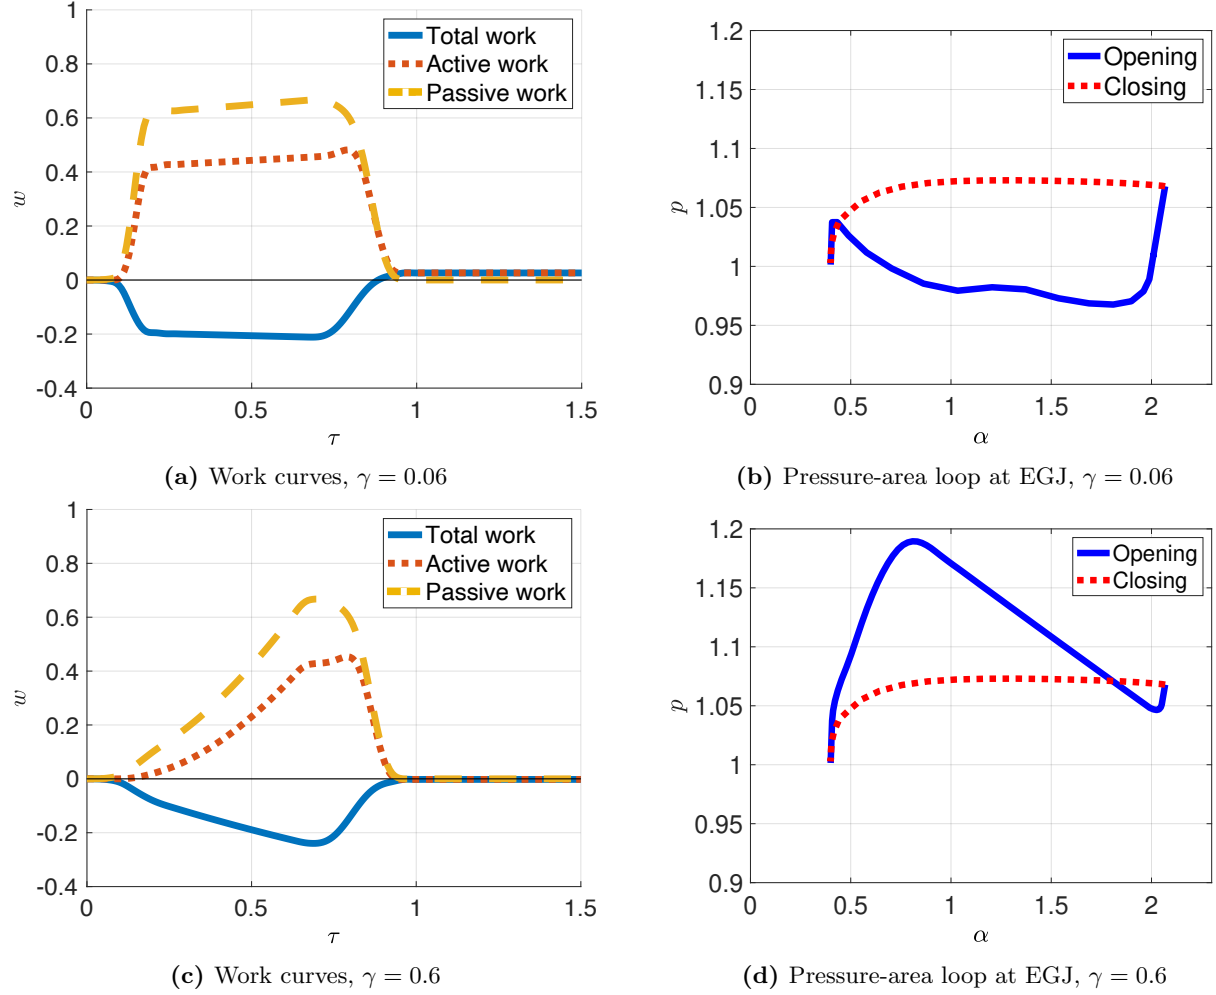 1
0.8
0.6
0.4
0.2
0
-0.2
-0.4
w
Total work
Active work
Passive work
0 0.5 1 1.5
τ
(a) Work curves, γ = 0.06
1.2
1.15
1.1
1.05
1
0.95
0.9
p
Opening
Closing
0 0.5 1 1.5 2
α
(b) Pressure-area loop at EGJ, γ = 0.06
1
0.8
0.6
0.4
0.2
0
-0.2
-0.4
w
Total work
Active work
Passive work
0 0.5 1 1.5
τ
(c) Work curves, γ = 0.6
1.2
1.15
1.1
1.05
1
0.95
0.9
p
Opening
Closing
0 0.5 1 1.5 2
α
(d) Pressure-area loop at EGJ, γ = 0.6